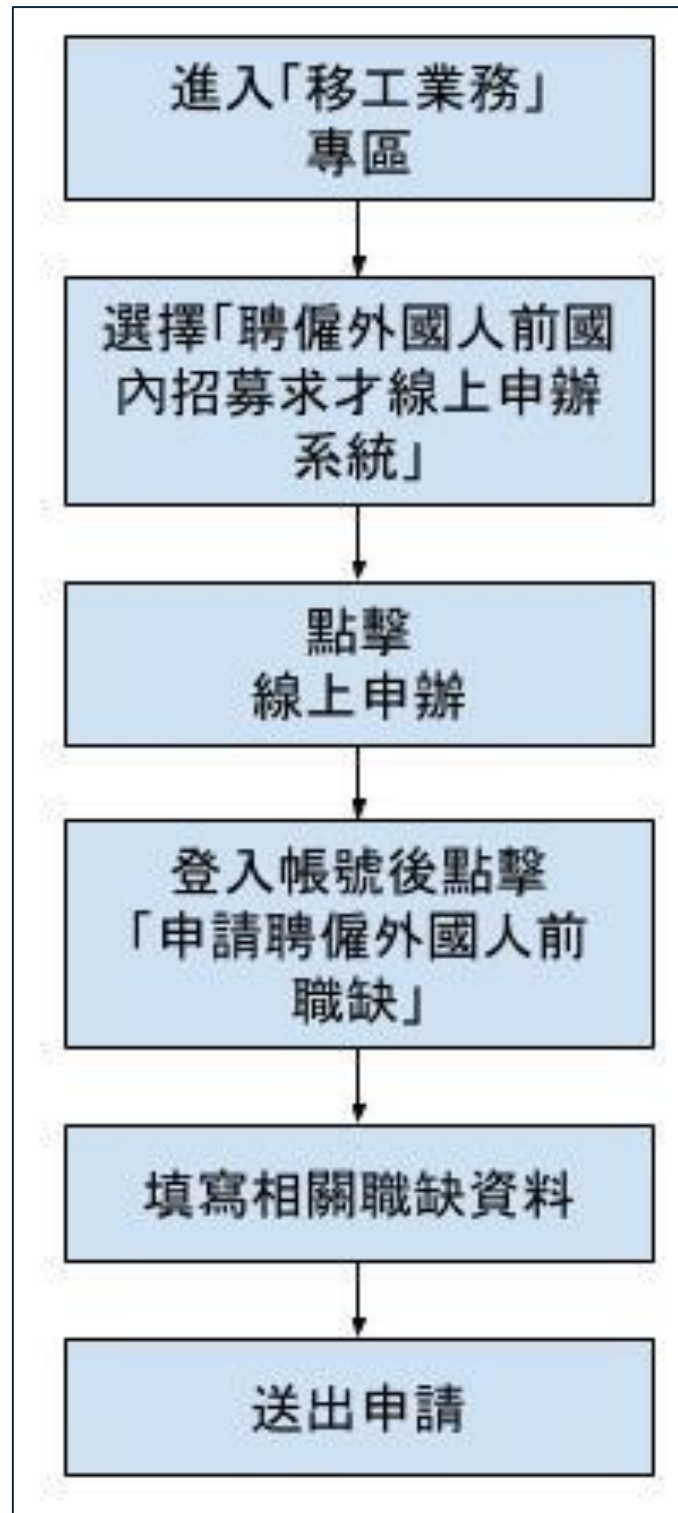 進入「移工業務」
專區
選擇「聘僱外國人前國
內招募求才線上申辦
系統」
點擊
線上申辦
登入帳號後點擊
「申請聘僱外國人前
職缺」
填寫相關職缺資料
送出申請